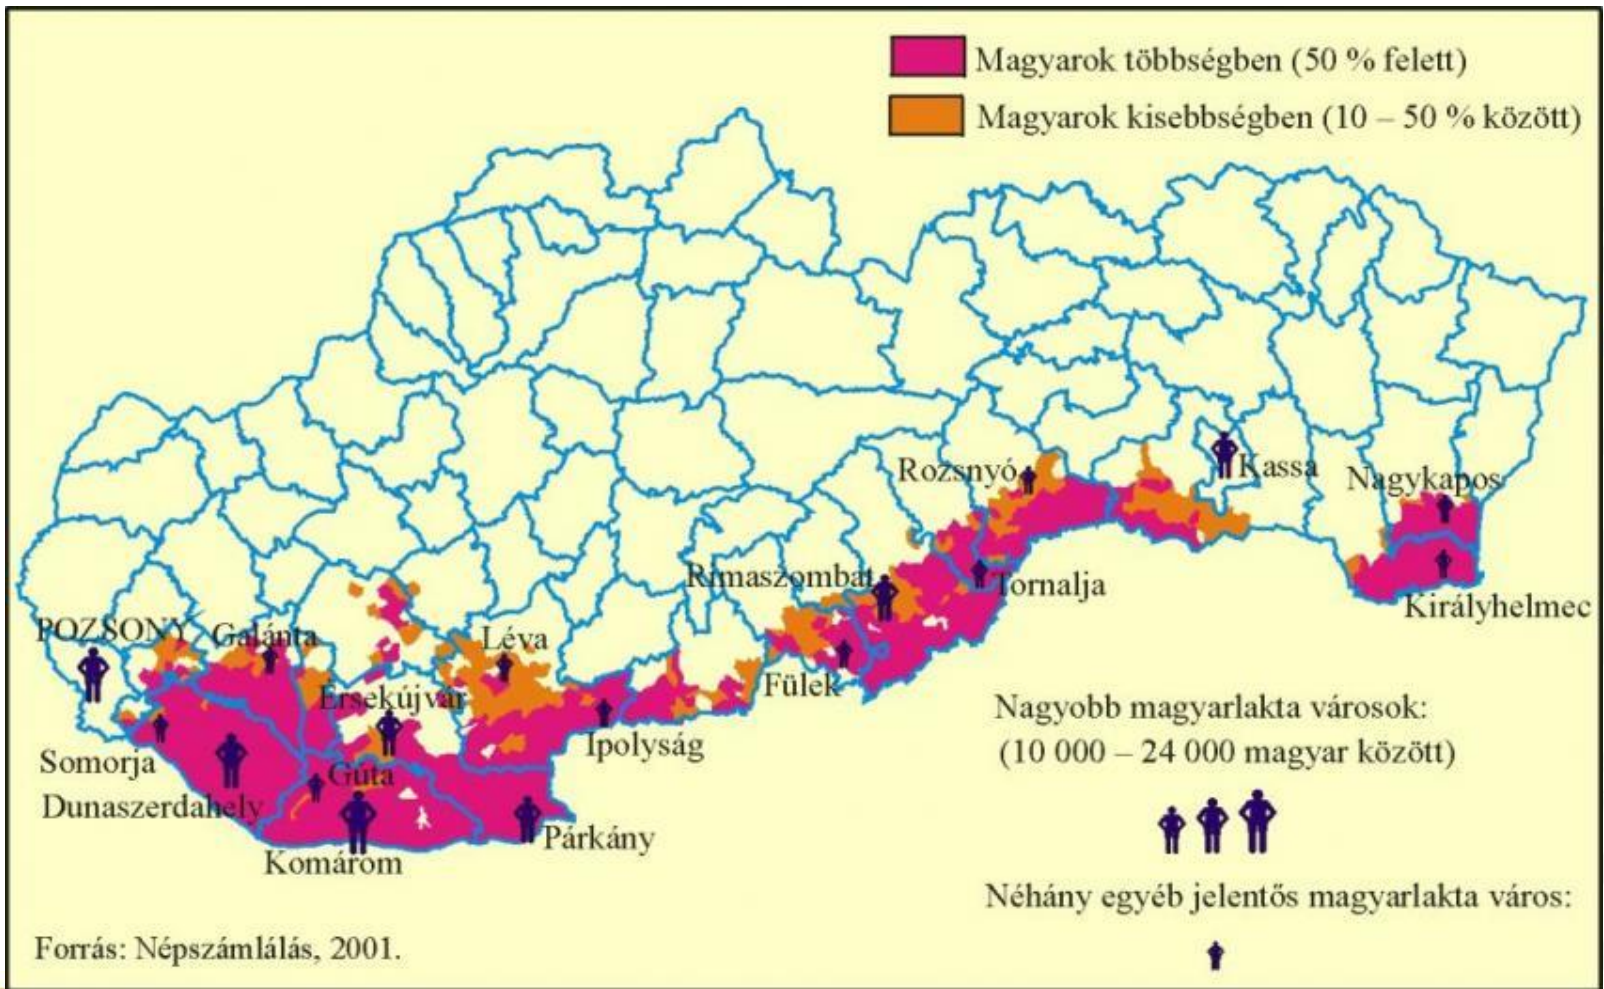 Magyarok többségben (50 % felett)
Magyarok kisebbségben (10 – 50 % között)
Rozsnyó
Kassa
Nagykapos
Rimaszombat
Tornalja
Királyhelmec
POZSONY
Galánta
Léva
Érsekújvár
Fülek
Ipolyság
Somorja
Gúta
Dunaszerdahely
Párkány
Komárom
Nagyobb magyarlakta városok:
(10 000 – 24 000 magyar között)
Néhány egyéb jelentős magyarlakta város:
Forrás: Népszámlálás, 2001.